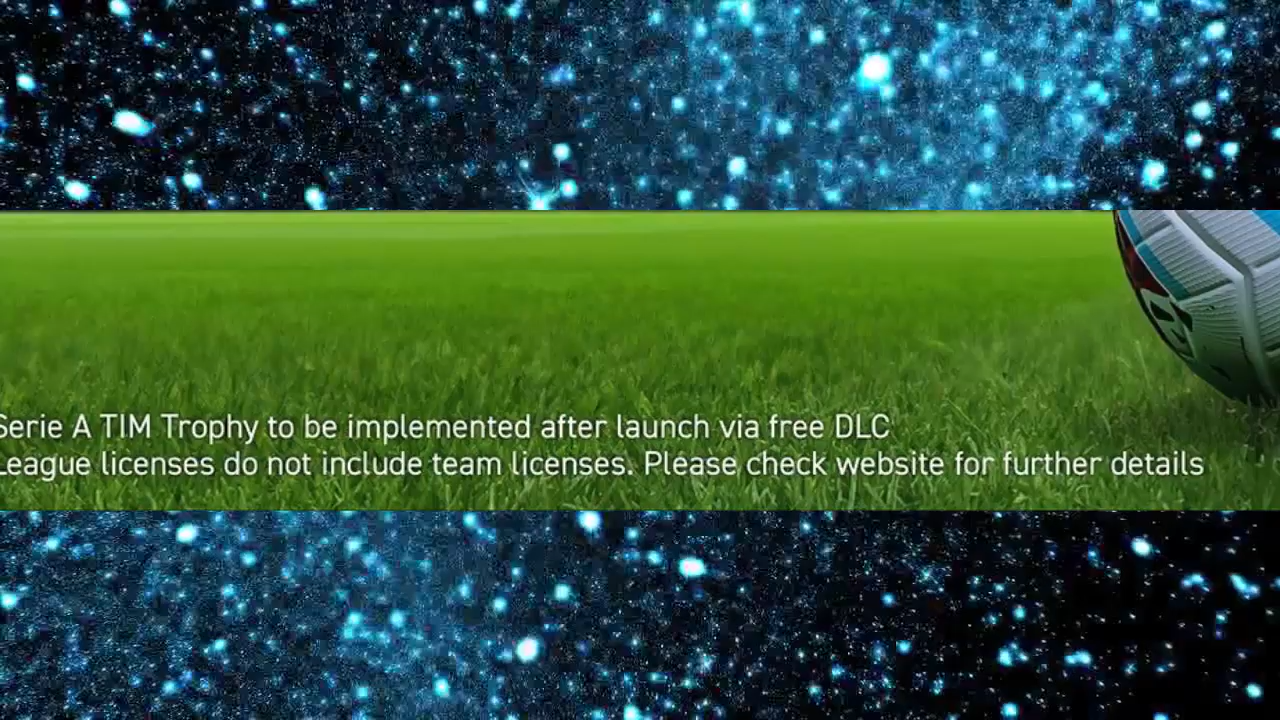 Serie A TIM Trophy to be implemented after launch via free DLC
League licenses do not include team licenses. Please check website for further details